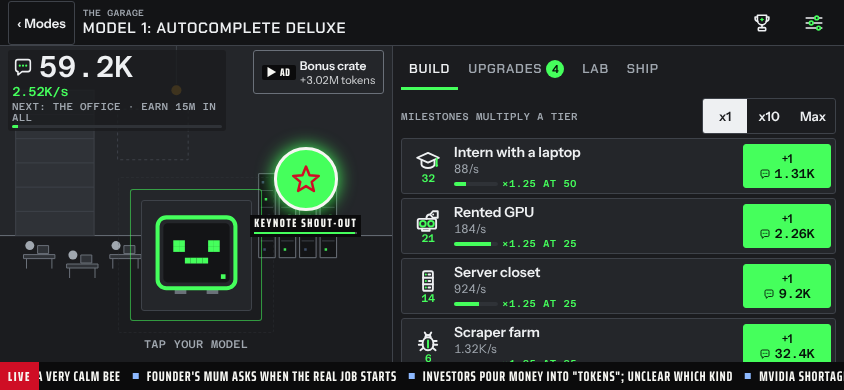 ‹ Modes
THE GARAGE
MODEL 1: AUTOCOMPLETE DELUXE
59.2K
2.52K/s
NEXT: THE OFFICE · EARN 15M IN ALL
AD
Bonus crate
+3.02M tokens
KEYNOTE SHOUT-OUT
TAP YOUR MODEL
BUILD
UPGRADES 4
LAB
SHIP
MILESTONES MULTIPLY A TIER
x1
x10
Max
Intern with a laptop
88/s
32
×1.25 AT 50
+1
1.31K
Rented GPU
184/s
21
×1.25 AT 25
+1
2.26K
Server closet
924/s
14
×1.25 AT 25
+1
9.2K
Scraper farm
1.32K/s
6
×1.25 AT 25
+1
32.4K
LIVE
A VERY CALM BEE ■ FOUNDER'S MUM ASKS WHEN THE REAL JOB STARTS ■ INVESTORS POUR MONEY INTO "TOKENS"; UNCLEAR WHICH KIND ■ MVIDIA SHORTAG